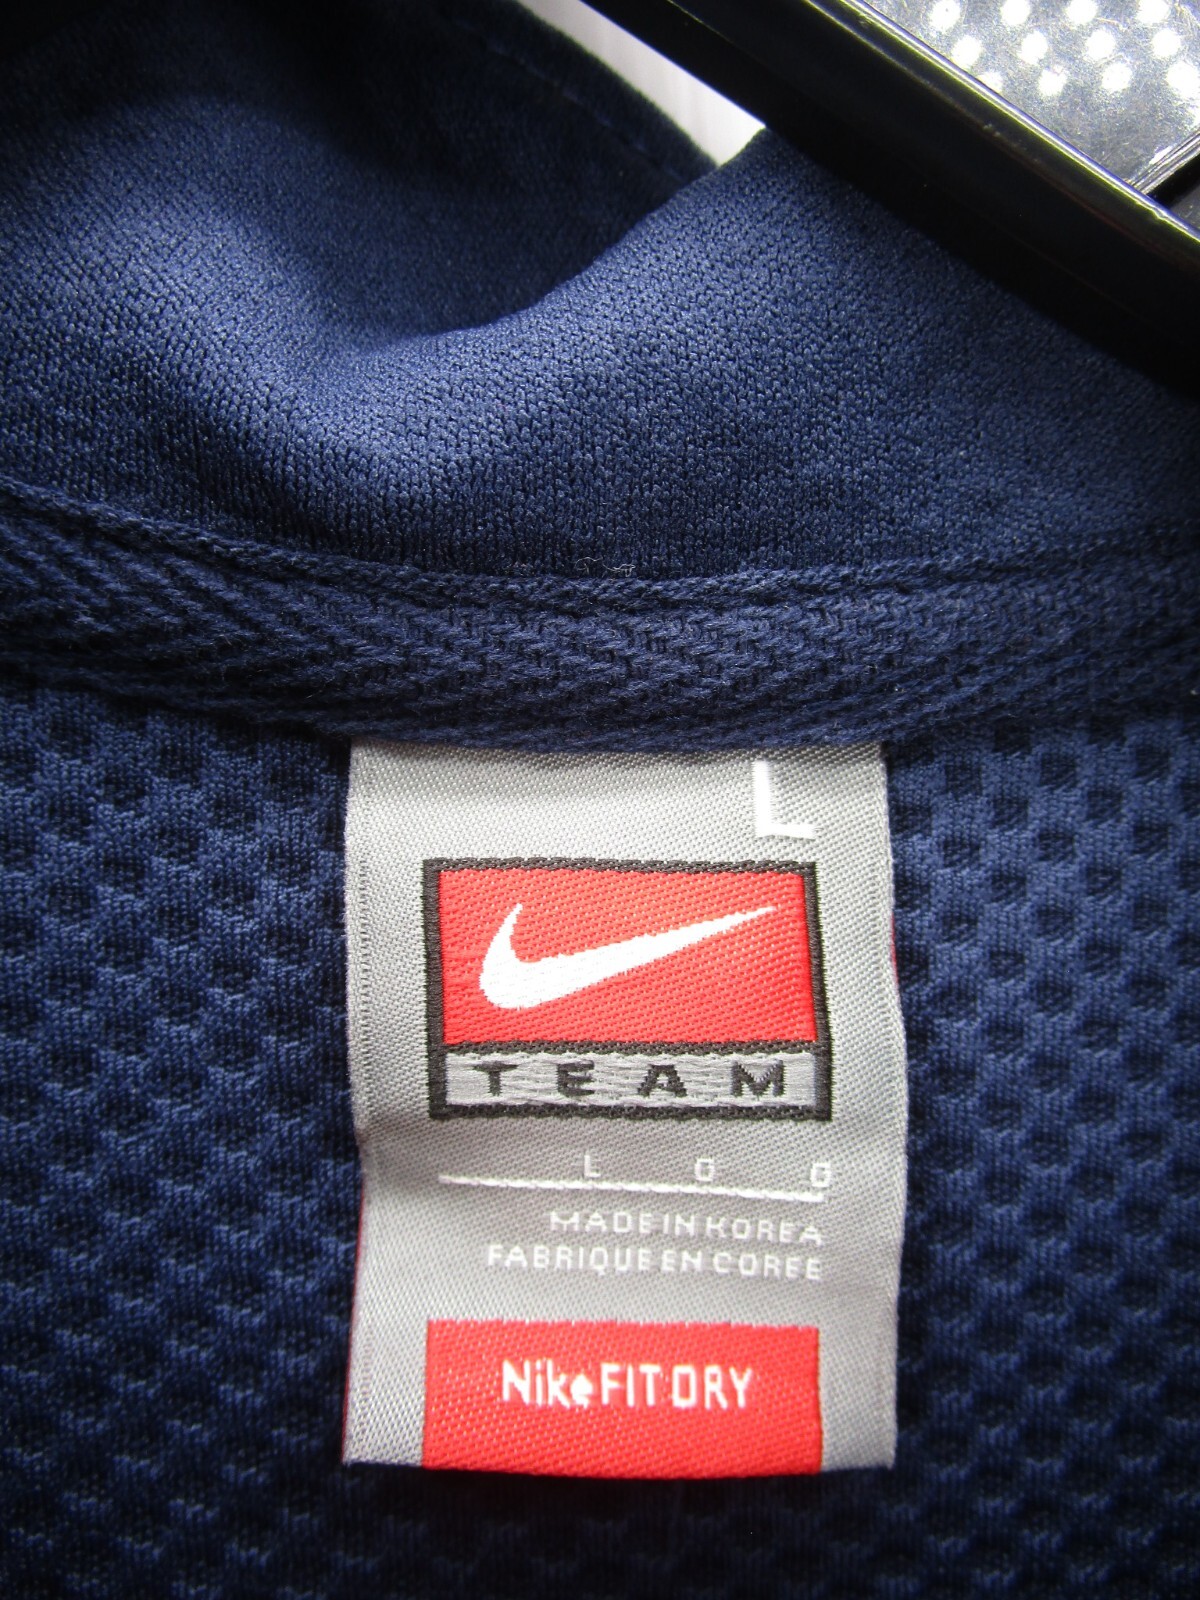 L
TEAM
L G G
MADE IN KOREA
FABRIQUE EN COREE
Nike FIT DRY